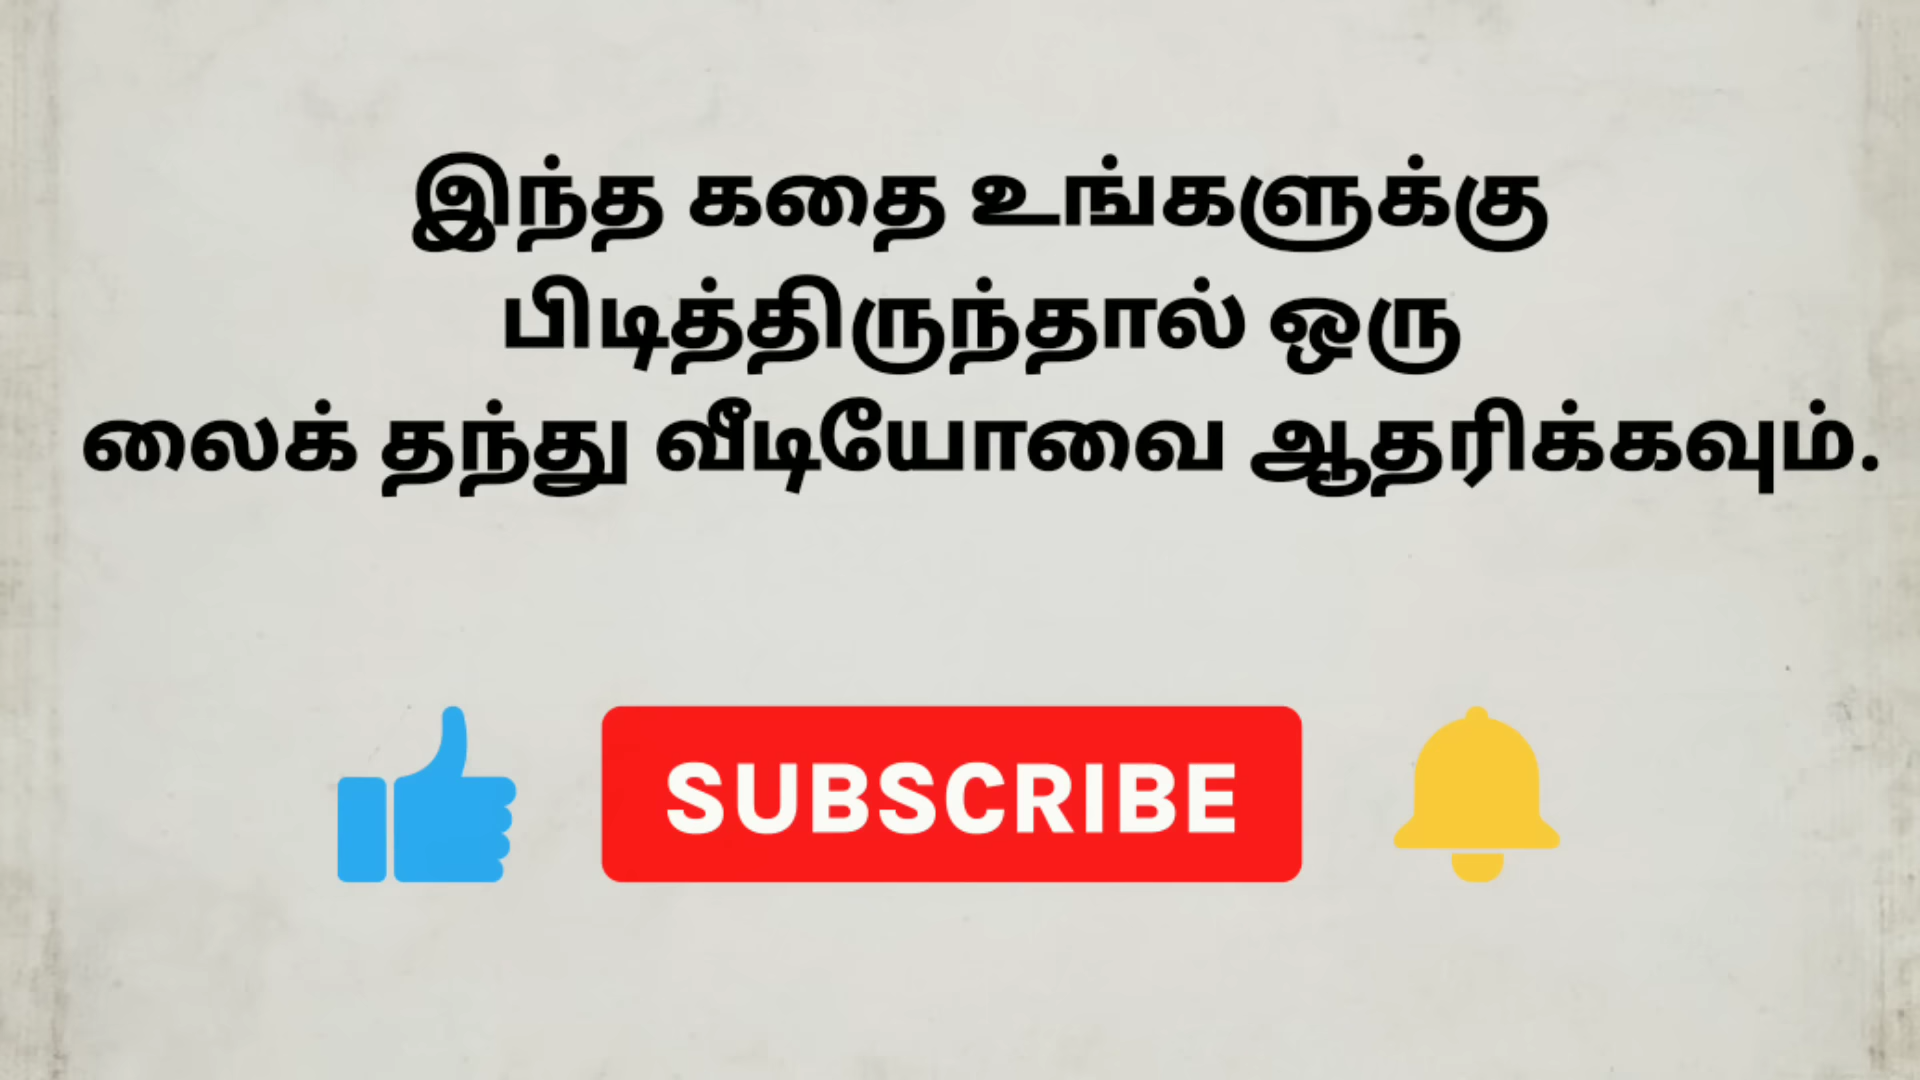 இந்த கதை உங்களுக்கு
பிடித்திருந்தால் ஒரு
லைக் தந்து வீடியோவை ஆதரிக்கவும்.
SUBSCRIBE